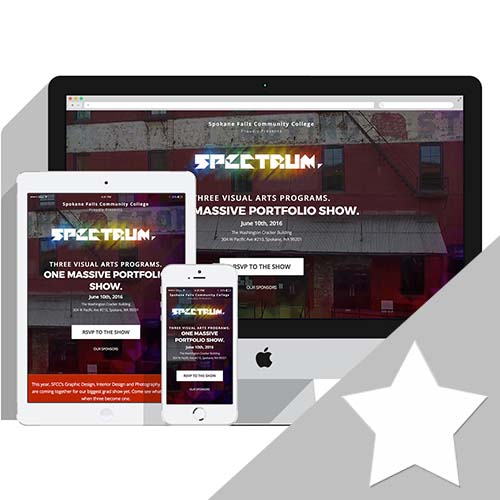 Spokane Falls Community College
Proudly Presents
SPECTRUM.
THREE VISUAL ARTS PROGRAMS.
MASSIVE PORTFOLIO SHOW.
June 10th, 2016
The Washington Cracker Building
304 W Pacific Ave #210, Spokane, WA 99201
RSVP TO THE SHOW
OUR SPONSORS
Spokane Falls Community College
Proudly Presents
SPECTRUM.
THREE VISUAL ARTS PROGRAMS.
ONE MASSIVE PORTFOLIO
SHOW.
June 10th, 2016
The Washington Cracker Building
304 W Pacific Ave #210, Spokane, WA 99201
RSVP TO THE SHOW
OUR SPONSORS
This year, SFCC's Graphic Design, Interior Design and Photography
are coming together for our biggest grad show yet. Come see what
when three become one.
Spokane Falls Community College
Proudly Presents
SPECTRUM.
THREE VISUAL ARTS PROGRAMS.
ONE MASSIVE
PORTFOLIO SHOW.
June 10th, 2016
The Washington Cracker Building
304 W Pacific Ave #210, Spokane, WA 99201
RSVP TO THE SHOW
OUR SPONSORS